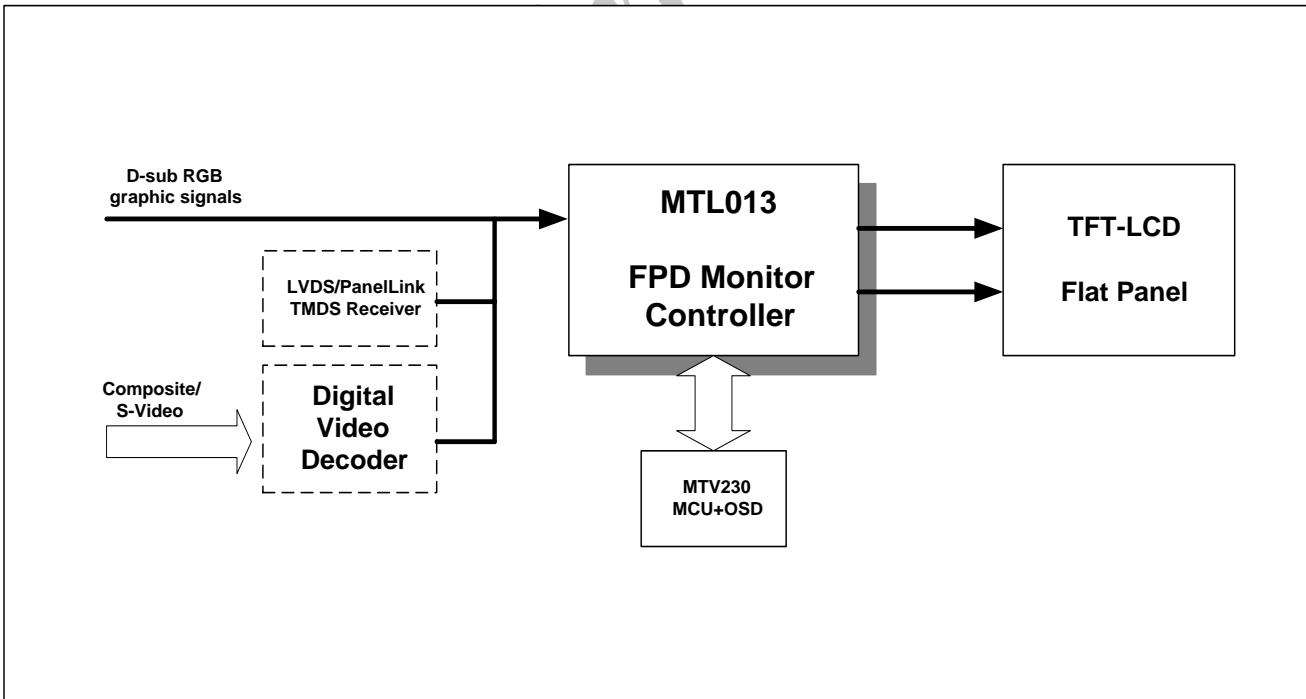 D-sub RGB
graphic signals
LVDS/PanelLink
TMDS Receiver
Composite/
S-Video
Digital
Video
Decoder
MTL013
FPD Monitor
Controller
MTV230
MCU+OSD
TFT-LCD
Flat Panel